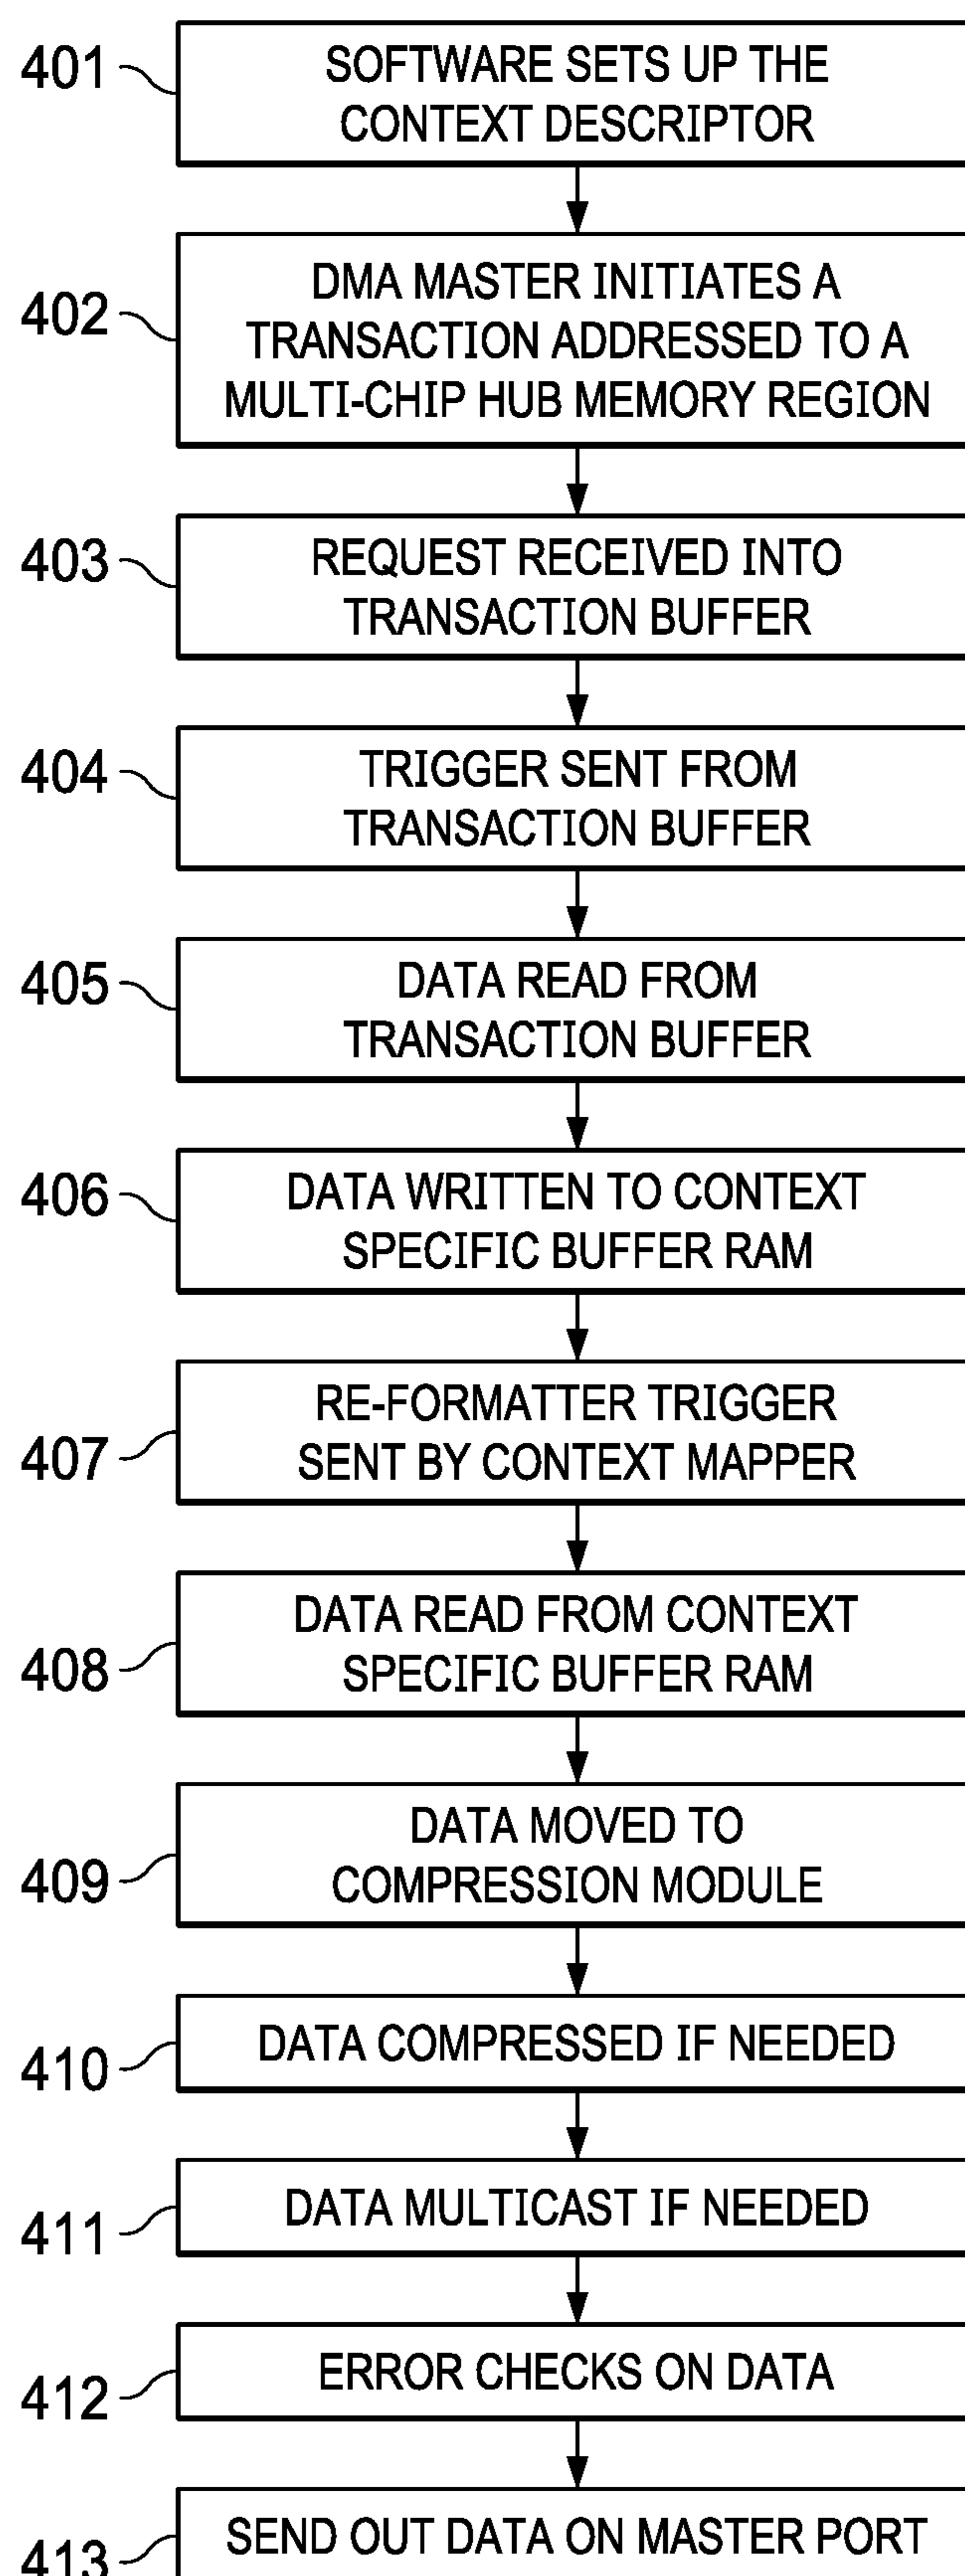 401
SOFTWARE SETS UP THE
CONTEXT DESCRIPTOR
402
DMA MASTER INITIATES A
TRANSACTION ADDRESSED TO A
MULTI-CHIP HUB MEMORY REGION
403
REQUEST RECEIVED INTO
TRANSACTION BUFFER
404
TRIGGER SENT FROM
TRANSACTION BUFFER
405
DATA READ FROM
TRANSACTION BUFFER
406
DATA WRITTEN TO CONTEXT
SPECIFIC BUFFER RAM
407
RE-FORMATTER TRIGGER
SENT BY CONTEXT MAPPER
408
DATA READ FROM CONTEXT
SPECIFIC BUFFER RAM
409
DATA MOVED TO
COMPRESSION MODULE
410
DATA COMPRESSED IF NEEDED
411
DATA MULTICAST IF NEEDED
412
ERROR CHECKS ON DATA
413
SEND OUT DATA ON MASTER PORT